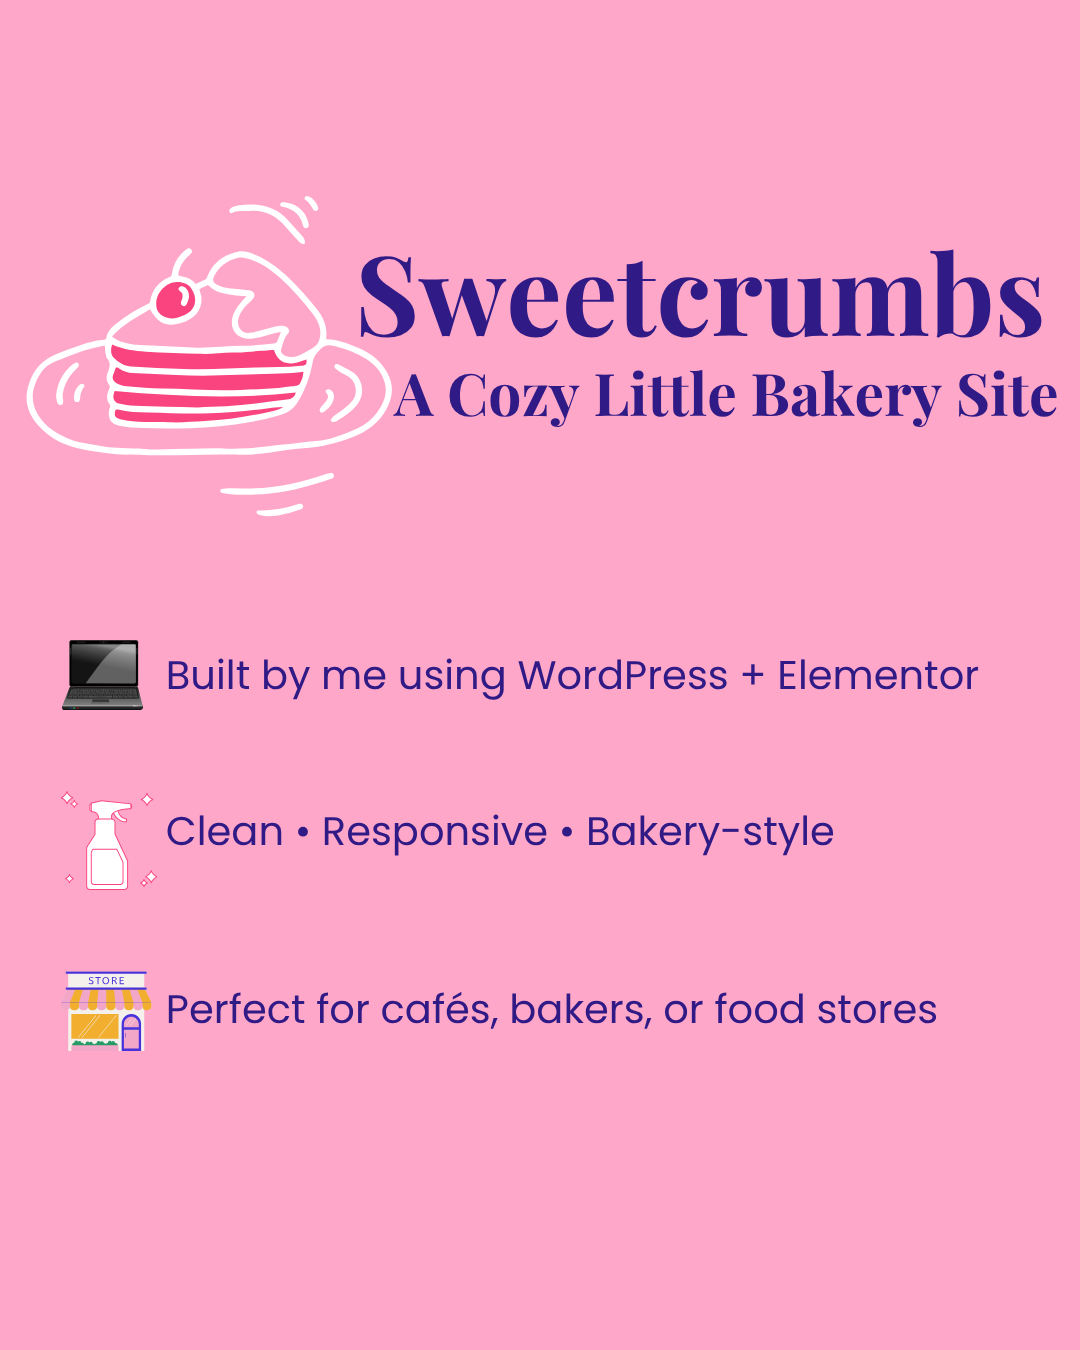 Sweetcrumbs
A Cozy Little Bakery Site
Built by me using WordPress + Elementor
Clean • Responsive • Bakery-style
STORE
Perfect for cafés, bakers, or food stores